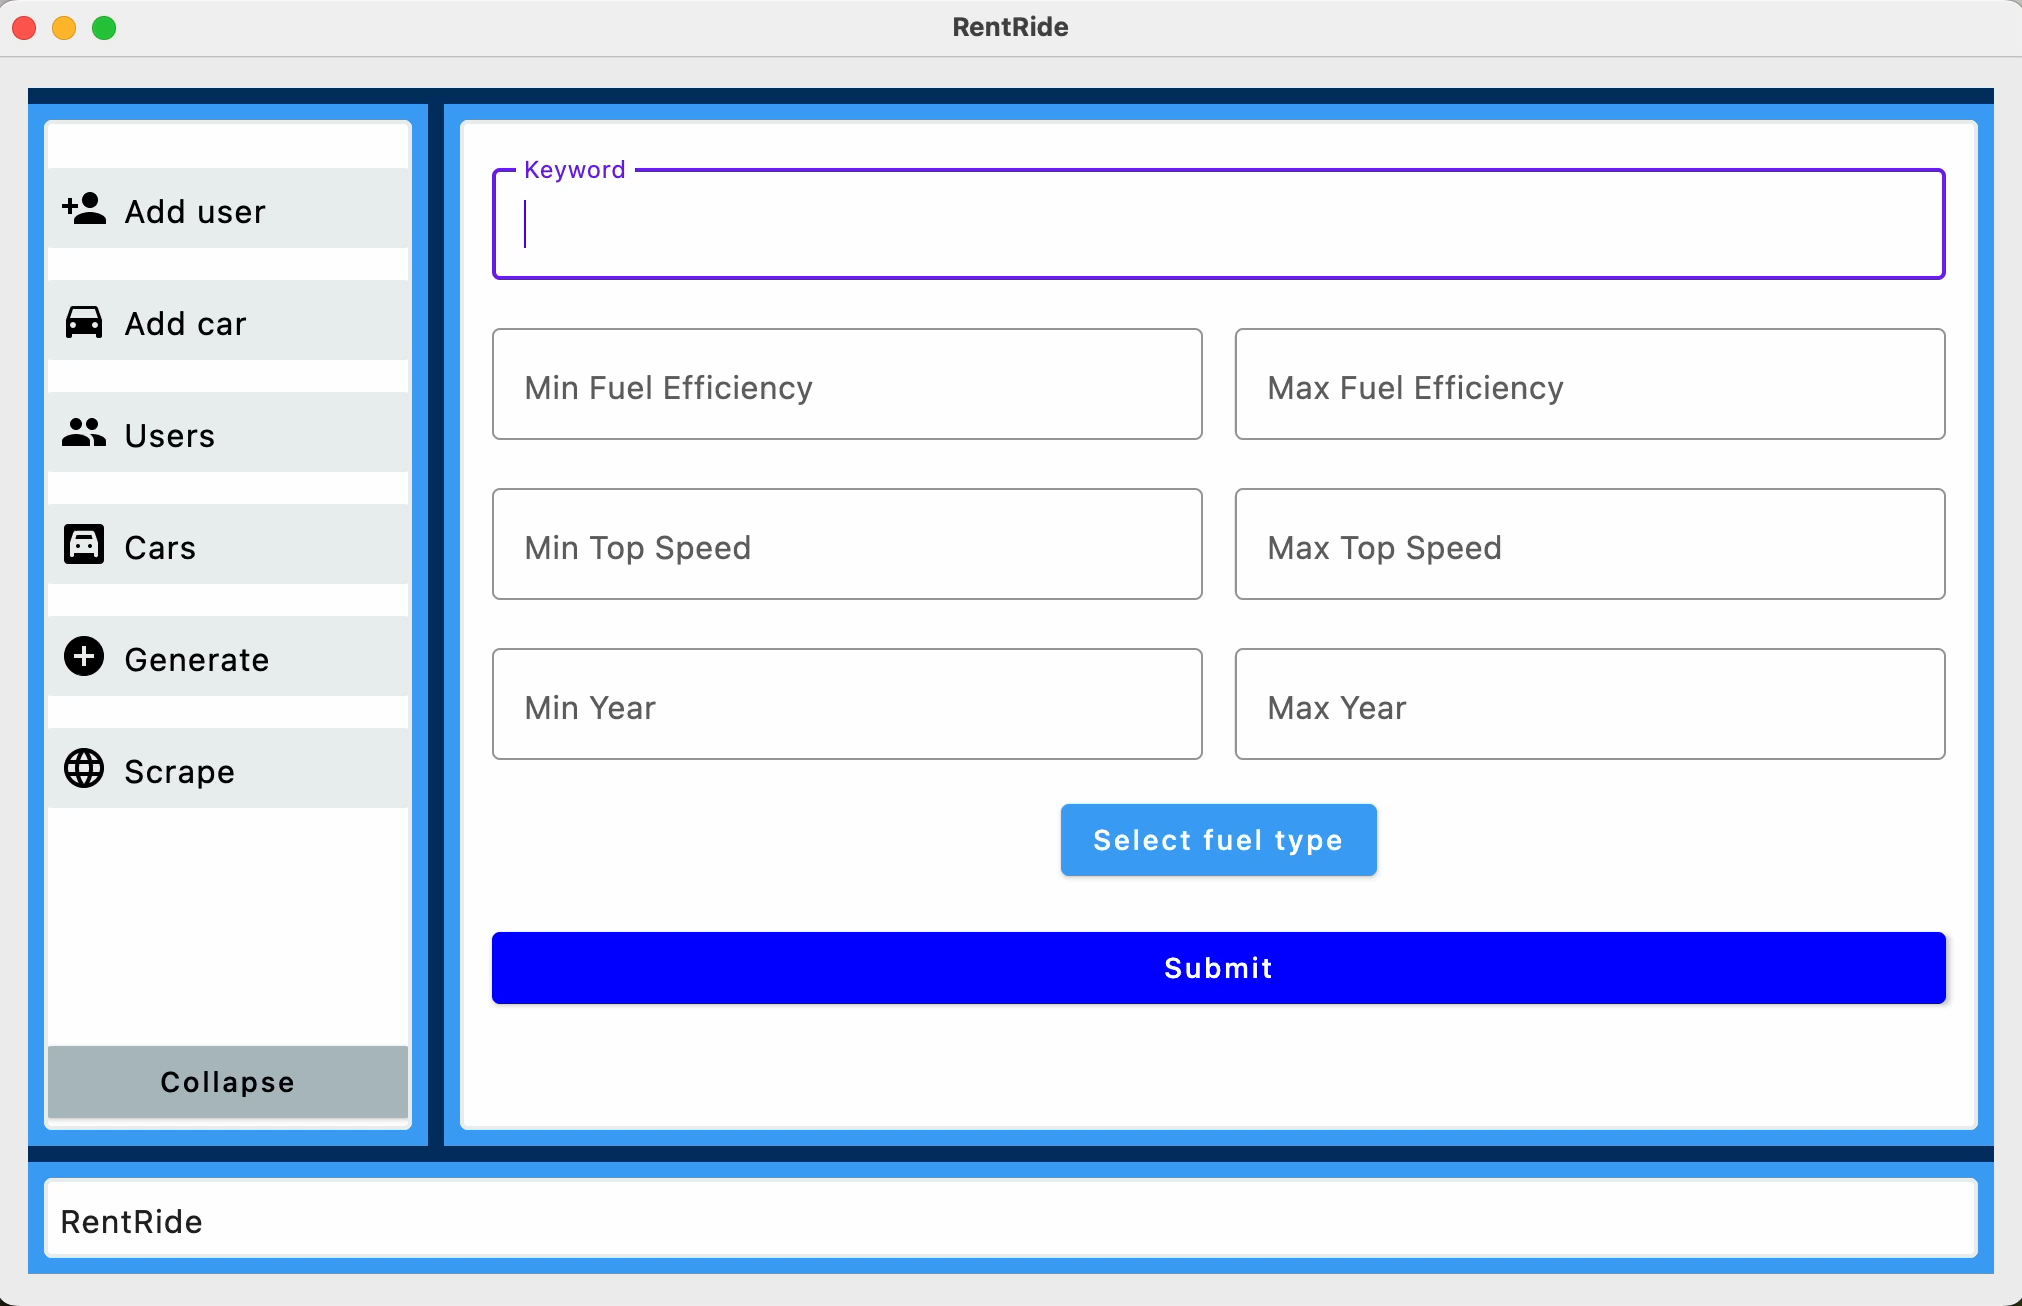 RentRide
Add user
Add car
Users
Cars
Generate
Scrape
Collapse
Keyword
Min Fuel Efficiency
Max Fuel Efficiency
Min Top Speed
Max Top Speed
Min Year
Max Year
Select fuel type
Submit
RentRide